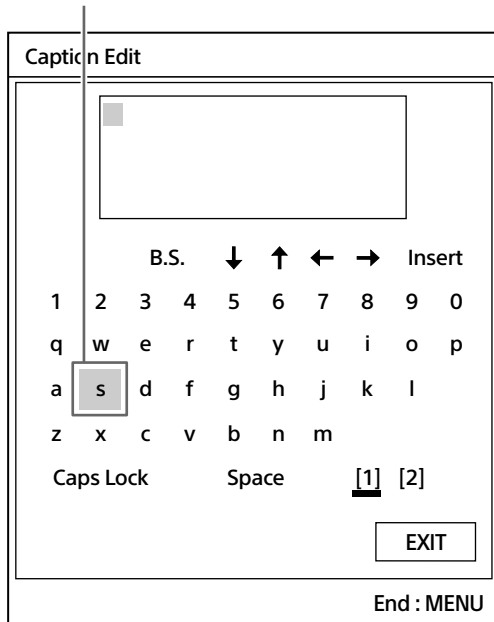 Caption Edit
B.S. ↓ ↑ ← → Insert
1 2 3 4 5 6 7 8 9 0
q w e r t y u i o p
a s d f g h j k l
z x c v b n m
Caps Lock Space [1] [2]
EXIT
End : MENU